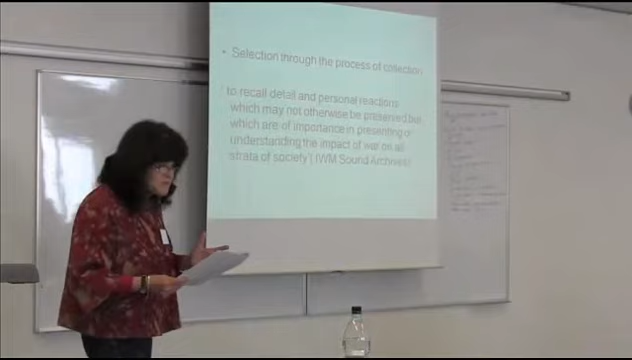 • Selection through the process of collection
to recall detail and personal reactions
which may not otherwise be preserved but
which are of importance in presenting or
understanding the impact of war on all
strata of society'( IWM Sound Archives)